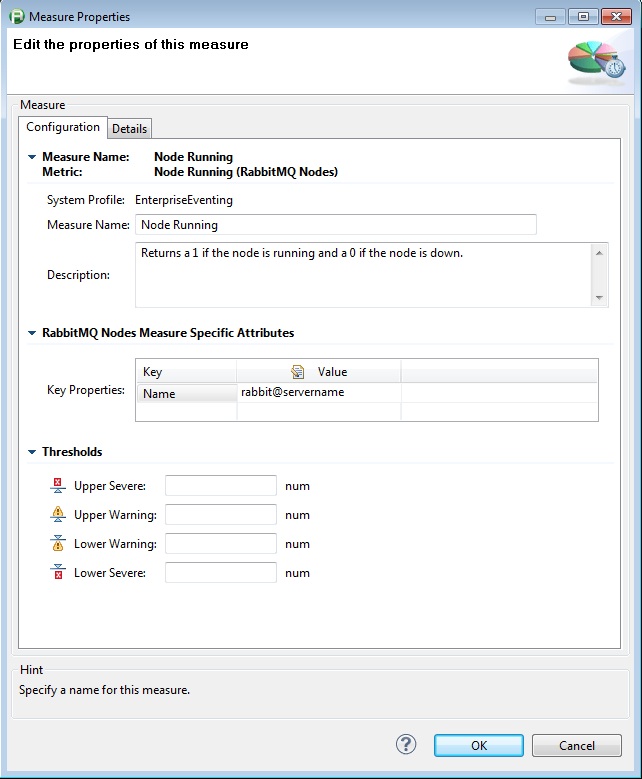 Measure Properties
Edit the properties of this measure
Measure
Configuration Details
Measure Name: Node Running
Metric: Node Running (RabbitMQ Nodes)
System Profile: EnterpriseEventing
Measure Name: Node Running
Description: Returns a 1 if the node is running and a 0 if the node is down.
RabbitMQ Nodes Measure Specific Attributes
Key Properties:
Key Value
Name rabbit@servername
Thresholds
Upper Severe: num
Upper Warning: num
Lower Warning: num
Lower Severe: num
Hint
Specify a name for this measure.
? OK Cancel